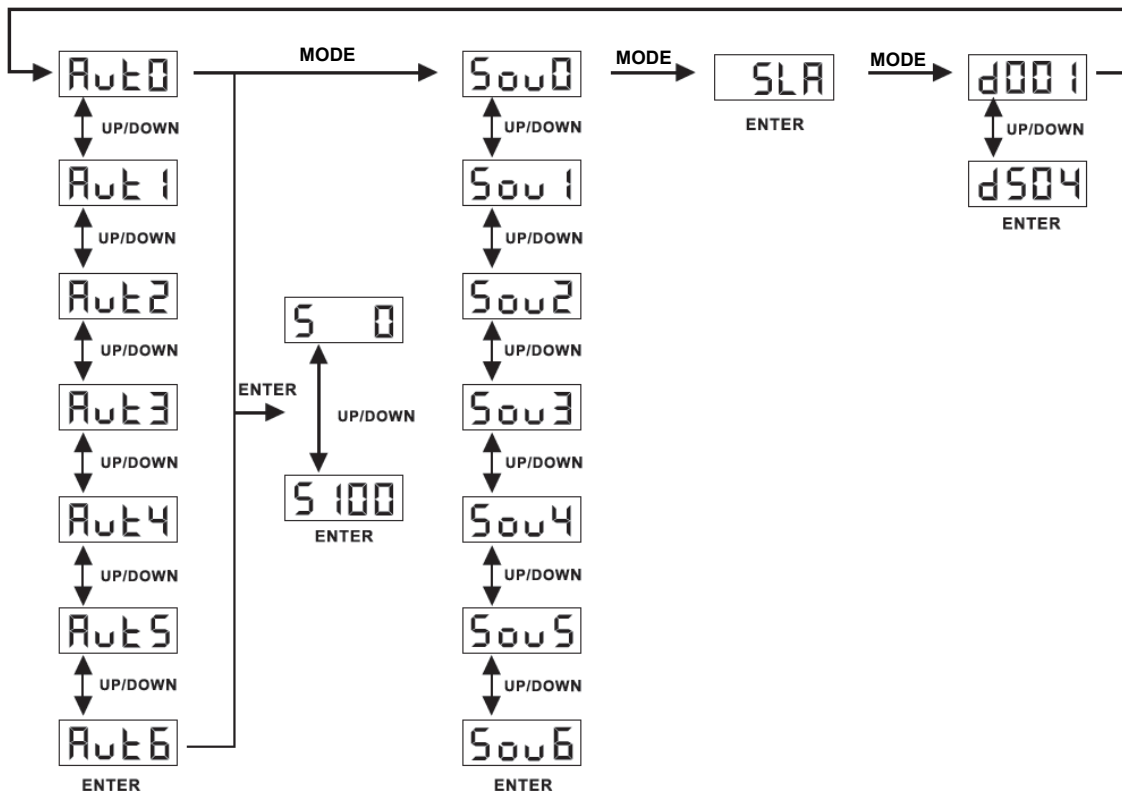 Aut0
MODE
Sou0
MODE
SLA
MODE
d001
UP/DOWN
UP/DOWN
ENTER
UP/DOWN
Aut1
Sou1
dS04
UP/DOWN
UP/DOWN
ENTER
Aut2
S 0
Sou2
UP/DOWN
UP/DOWN
Aut3
ENTER
UP/DOWN
Sou3
UP/DOWN
UP/DOWN
Aut4
S100
Sou4
ENTER
UP/DOWN
UP/DOWN
Aut5
Sou5
UP/DOWN
UP/DOWN
Aut6
Sou6
ENTER
ENTER